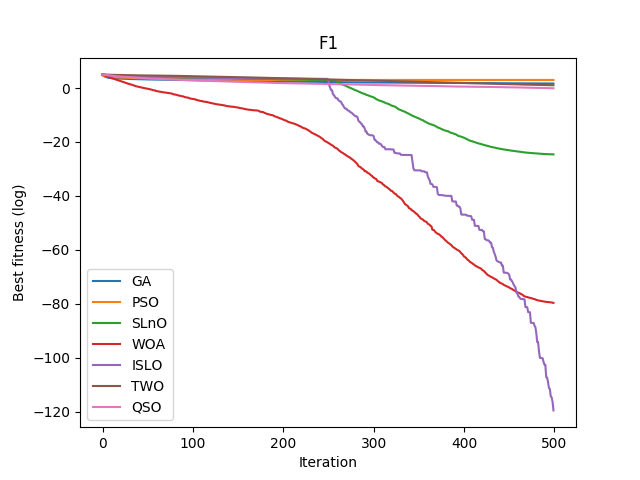 F1
Best fitness (log)
0
−20
−40
−60
−80
−100
−120
GA
PSO
SLnO
WOA
ISLO
TWO
QSO
0 100 200 300 400 500
Iteration